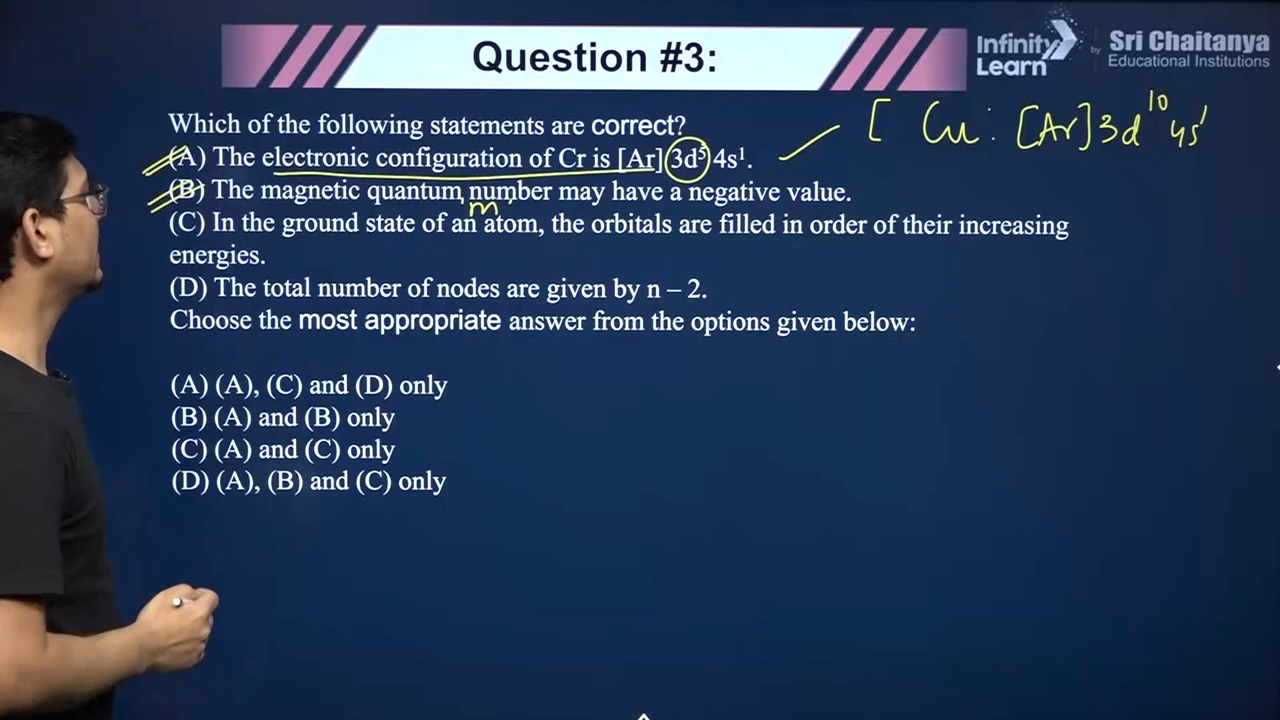 Question #3:
Infinity Learn by Sri Chaitanya Educational Institutions
Which of the following statements are correct?
(A) The electronic configuration of Cr is [Ar] 3d⁵ 4s¹.
[ Cu : [Ar] 3d¹⁰ 4s¹
(B) The magnetic quantum number may have a negative value.
m
(C) In the ground state of an atom, the orbitals are filled in order of their increasing
energies.
(D) The total number of nodes are given by n – 2.
Choose the most appropriate answer from the options given below:
(A) (A), (C) and (D) only
(B) (A) and (B) only
(C) (A) and (C) only
(D) (A), (B) and (C) only